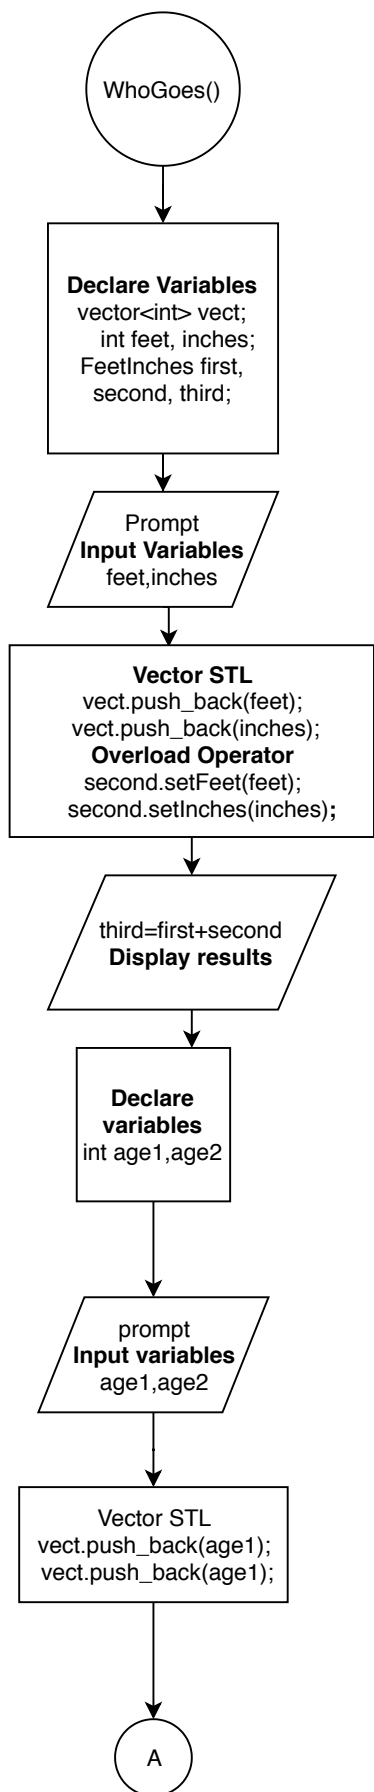 WhoGoes()
Declare Variables
vector<int> vect;
int feet, inches;
FeetInches first,
second, third;
Prompt
Input Variables
feet,inches
Vector STL
vect.push_back(feet);
vect.push_back(inches);
Overload Operator
second.setFeet(feet);
second.setInches(inches);
third=first+second
Display results
Declare
variables
int age1,age2
prompt
Input variables
age1,age2
Vector STL
vect.push_back(age1);
vect.push_back(age1);
A